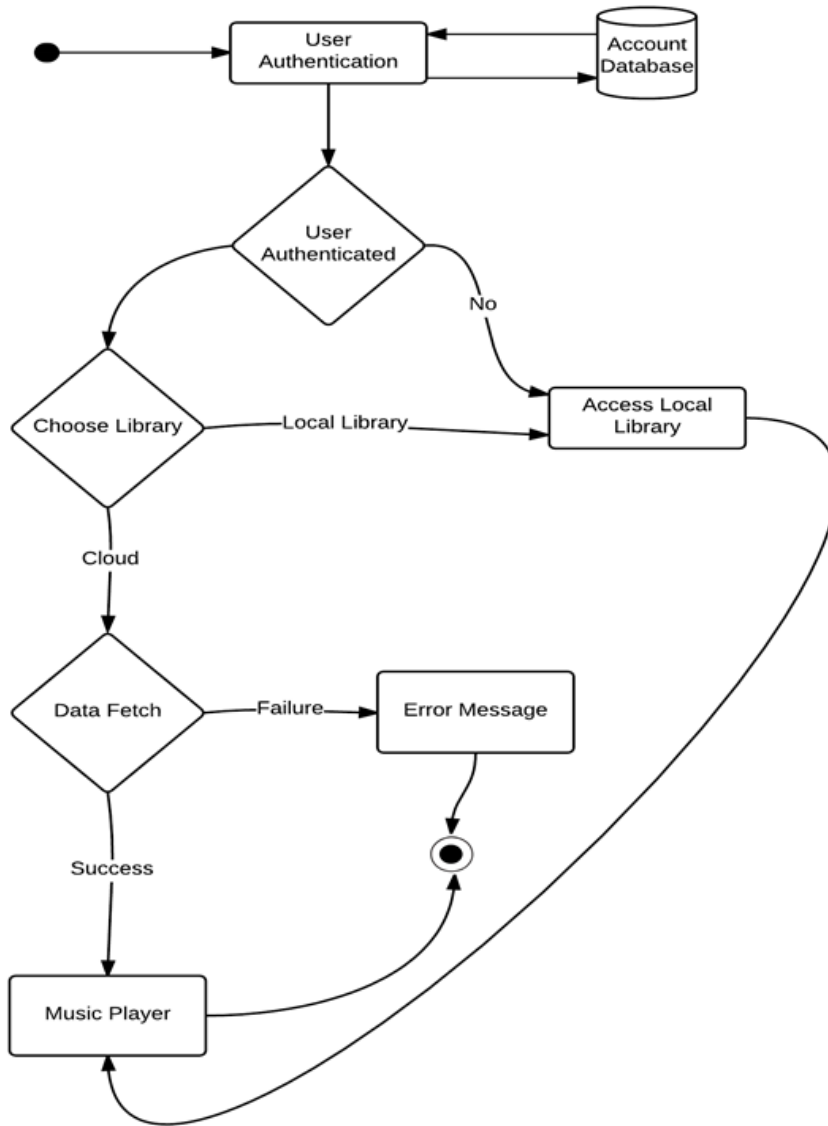 User
Authentication
Account
Database
User
Authenticated
No
Choose Library
Local Library
Access Local
Library
Cloud
Data Fetch
Failure
Error Message
Success
Music Player